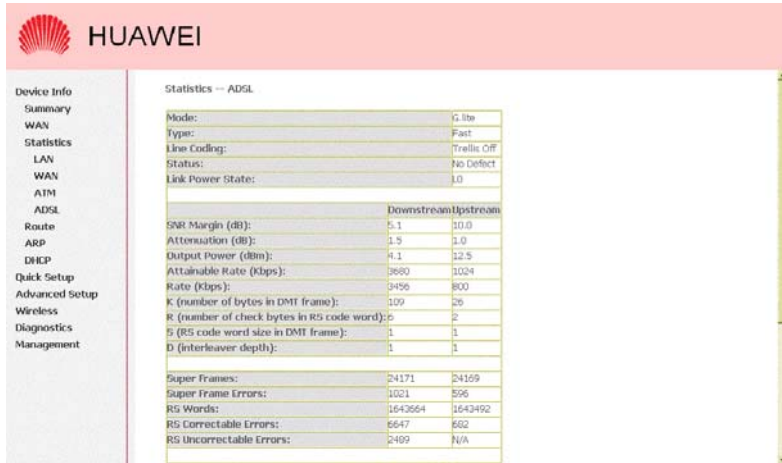 HUAWEI
Device Info
Summary
WAN
Statistics
LAN
WAN
ATM
ADSL
Route
ARP
DHCP
Quick Setup
Advanced Setup
Wireless
Diagnostics
Management
Statistics -- ADSL
Mode: G.lite
Type: Fast
Line Coding: Trellis Off
Status: No Defect
Link Power State: L0
Downstream Upstream
SNR Margin (dB): 5.1 10.0
Attenuation (dB): 1.5 1.0
Output Power (dBm): 4.1 12.5
Attainable Rate (Kbps): 3680 1024
Rate (Kbps): 3456 800
K (number of bytes in DMT frame): 109 26
R (number of check bytes in RS code word): 6 2
S (RS code word size in DMT frame): 1 1
D (interleaver depth): 1 1
Super Frames: 24171 24169
Super Frame Errors: 1021 596
RS Words: 1643664 1643492
RS Correctable Errors: 6647 682
RS Uncorrectable Errors: 2489 N/A